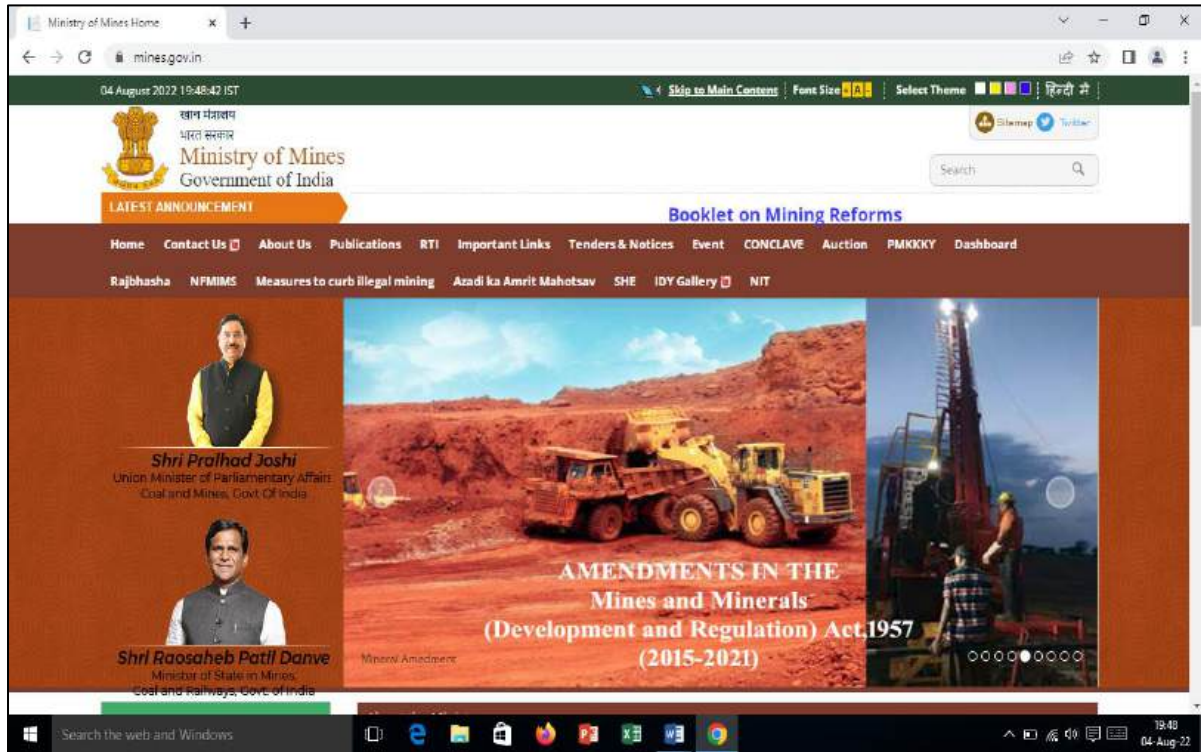 Ministry of Mines Home
mines.gov.in
04 August 2022 19:48:42 IST
Skip to Main Content
Font Size
A
-
Select Theme
हिन्दी में
खान मंत्रालय
भारत सरकार
Ministry of Mines
Government of India
Sitemap
Twitter
Search
LATEST ANNOUNCEMENT
Booklet on Mining Reforms
Home Contact Us About Us Publications RTI Important Links Tenders & Notices Event CONCLAVE Auction PMKKKY Dashboard
Rajbhasha NFMIMS Measures to curb illegal mining Azadi ka Amrit Mahotsav SHE IDY Gallery NIT
Shri Pralhad Joshi
Union Minister of Parliamentary Affairs
Coal and Mines, Govt Of India
Shri Raosaheb Patil Danve
Minister of State in Mines,
Coal and Railways, Govt. of India
AMENDMENTS IN THE
Mines and Minerals
(Development and Regulation) Act,1957
(2015-2021)
Mineral Amedment
Search the web and Windows
19:48
04-Aug-22